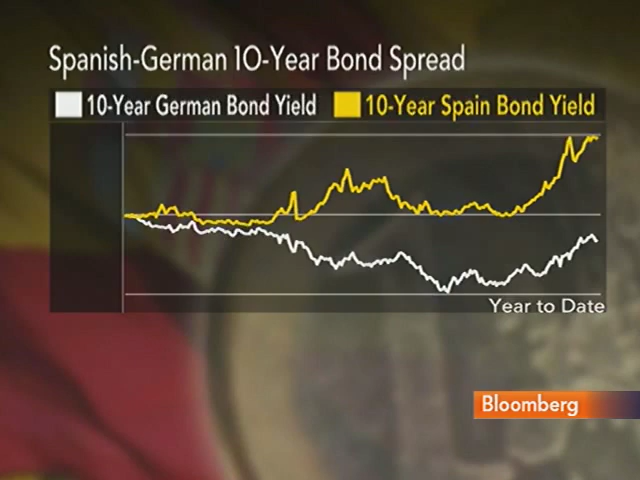 Spanish-German 10-Year Bond Spread
10-Year German Bond Yield 10-Year Spain Bond Yield
Year to Date
Bloomberg